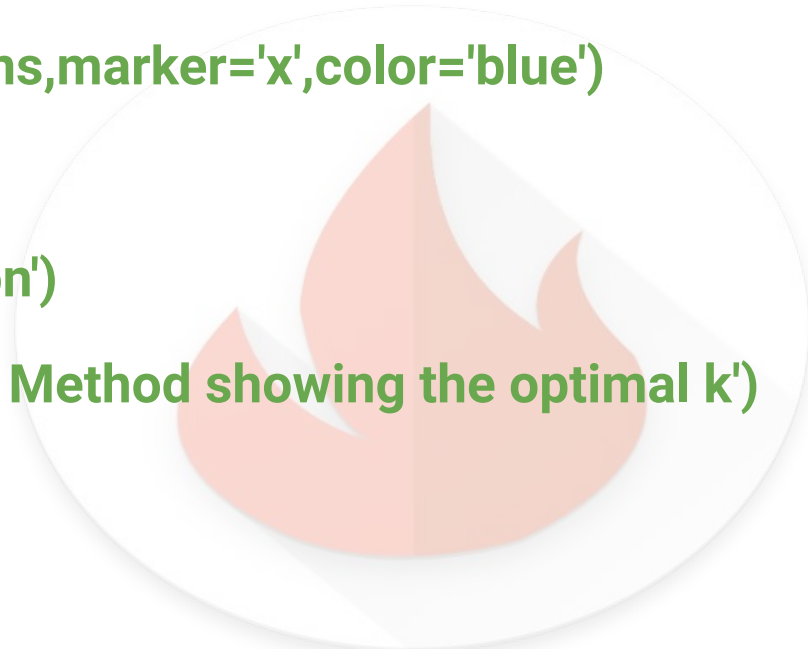 ns,marker='x',color='blue')
on')
Method showing the optimal k')